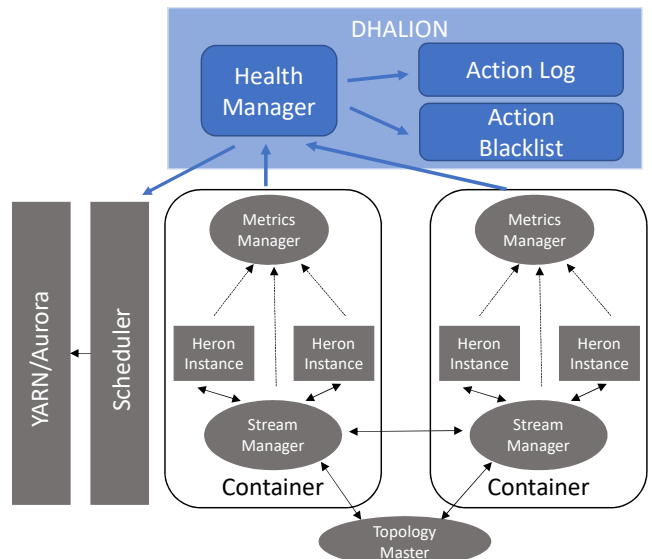 DHALION
Health
Manager
Action Log
Action
Blacklist
YARN/Aurora
Scheduler
Metrics
Manager
Heron
Instance
Heron
Instance
Stream
Manager
Container
Metrics
Manager
Heron
Instance
Heron
Instance
Stream
Manager
Container
Topology
Master